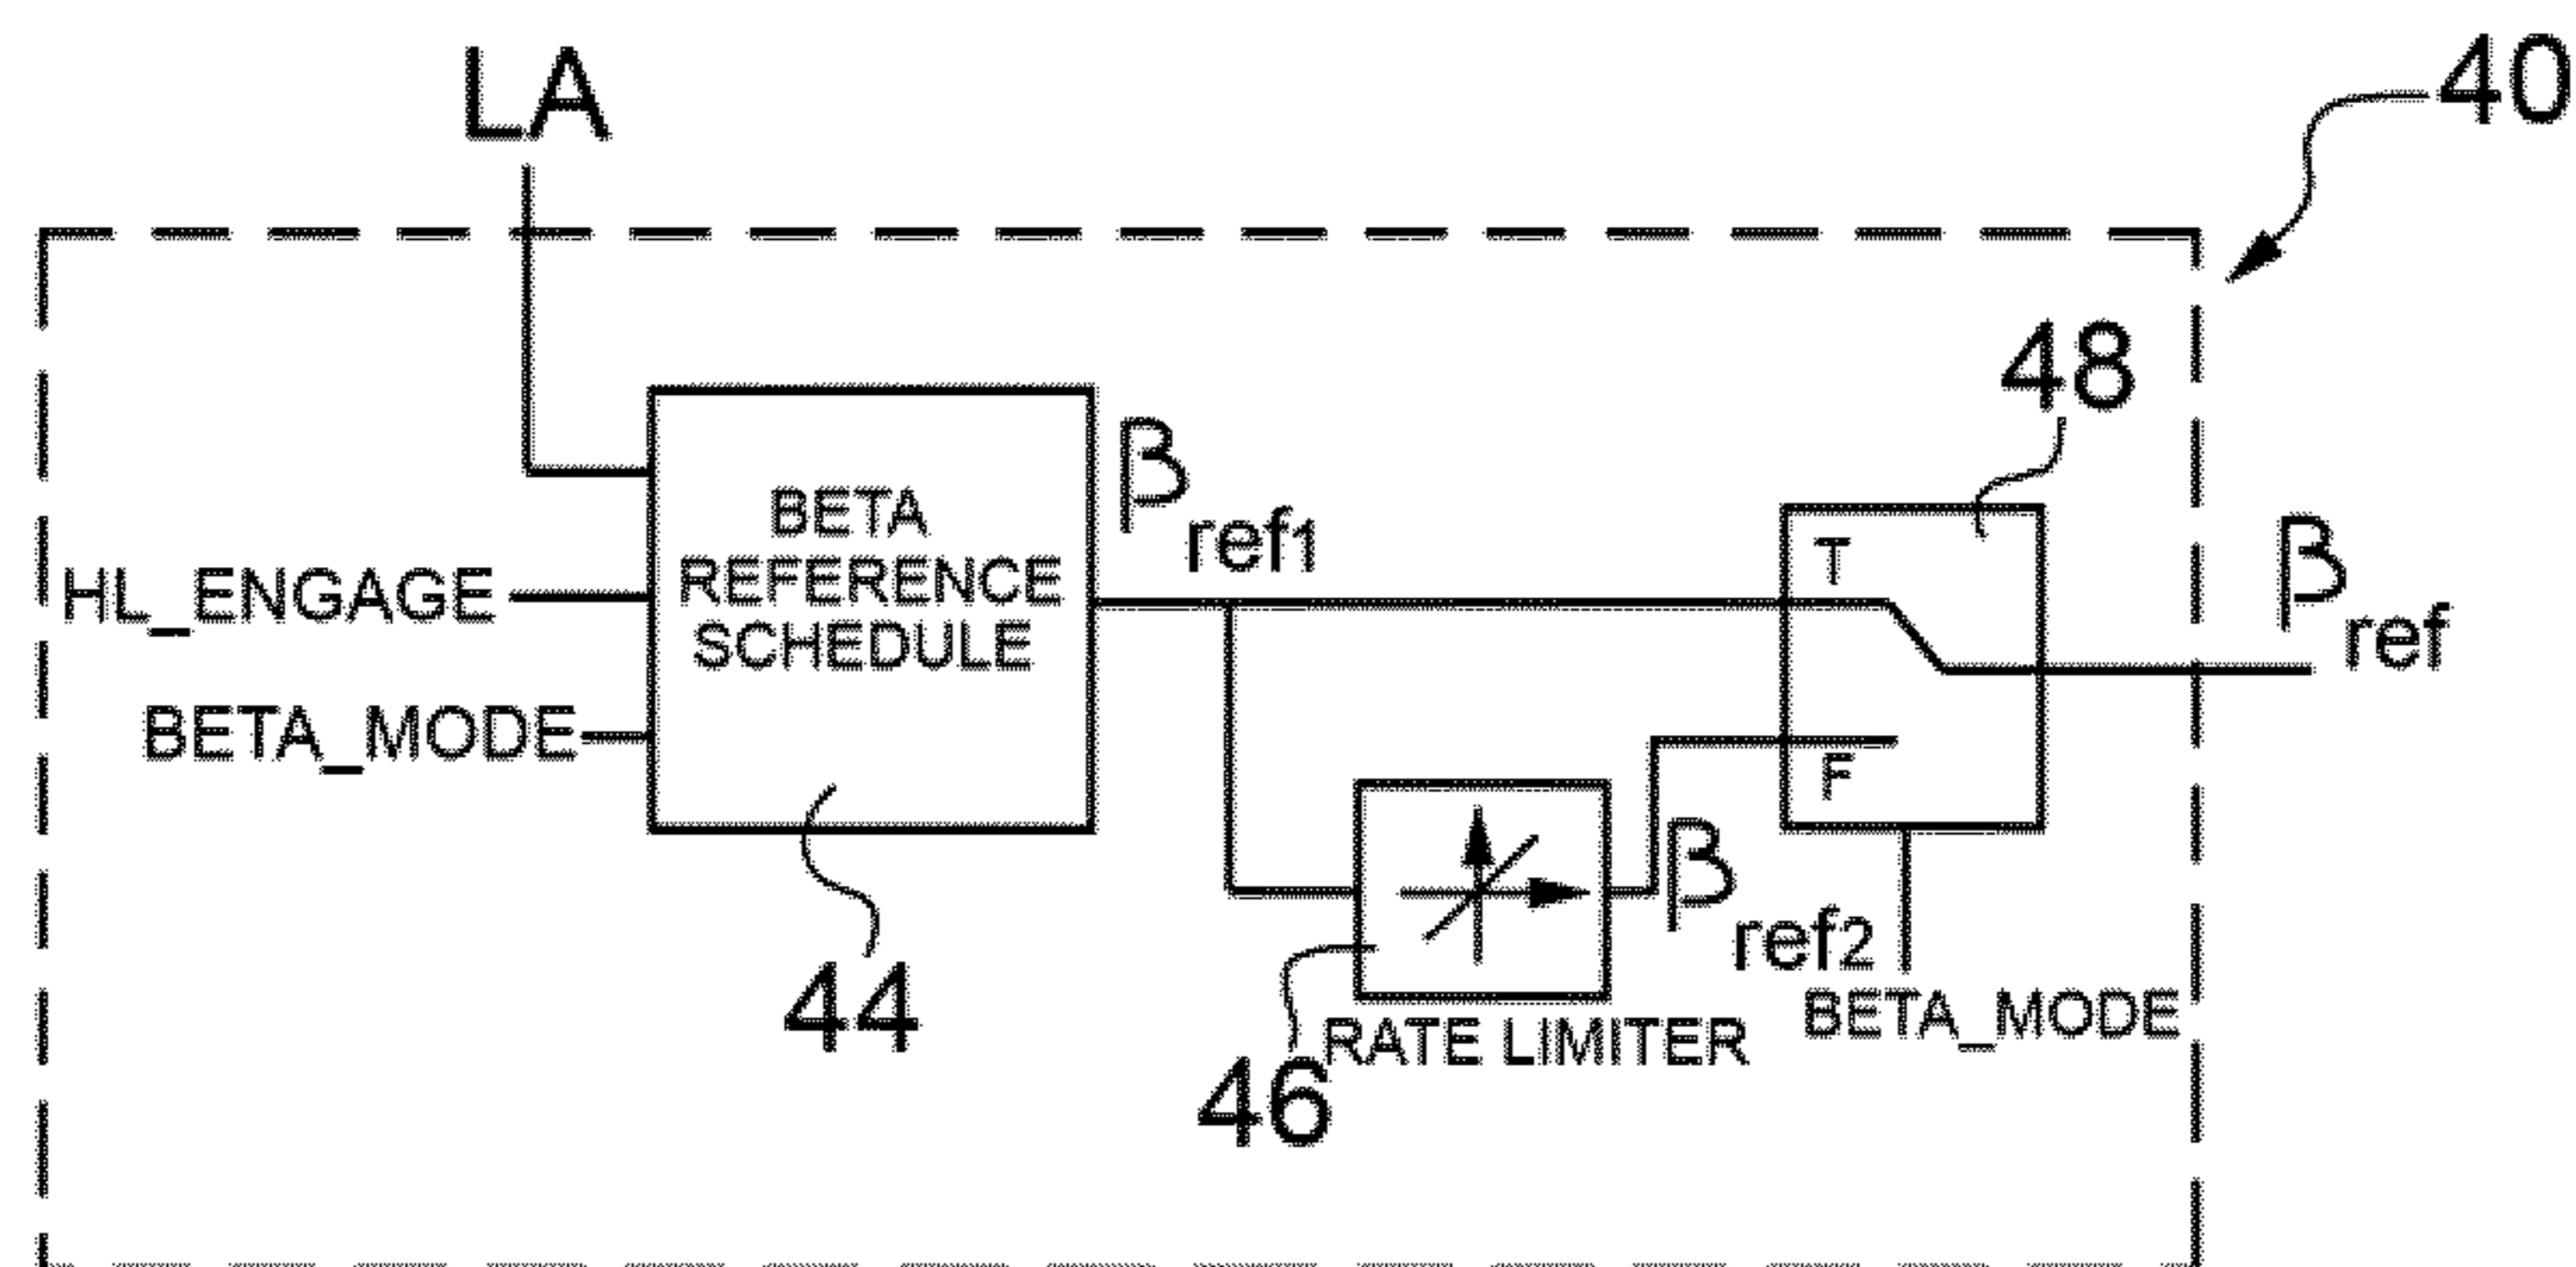 LA
40
48
BETA
REFERENCE
SCHEDULE
βref1
T
βref
HL_ENGAGE
BETA_MODE
F
βref2
44
46
RATE LIMITER
BETA_MODE